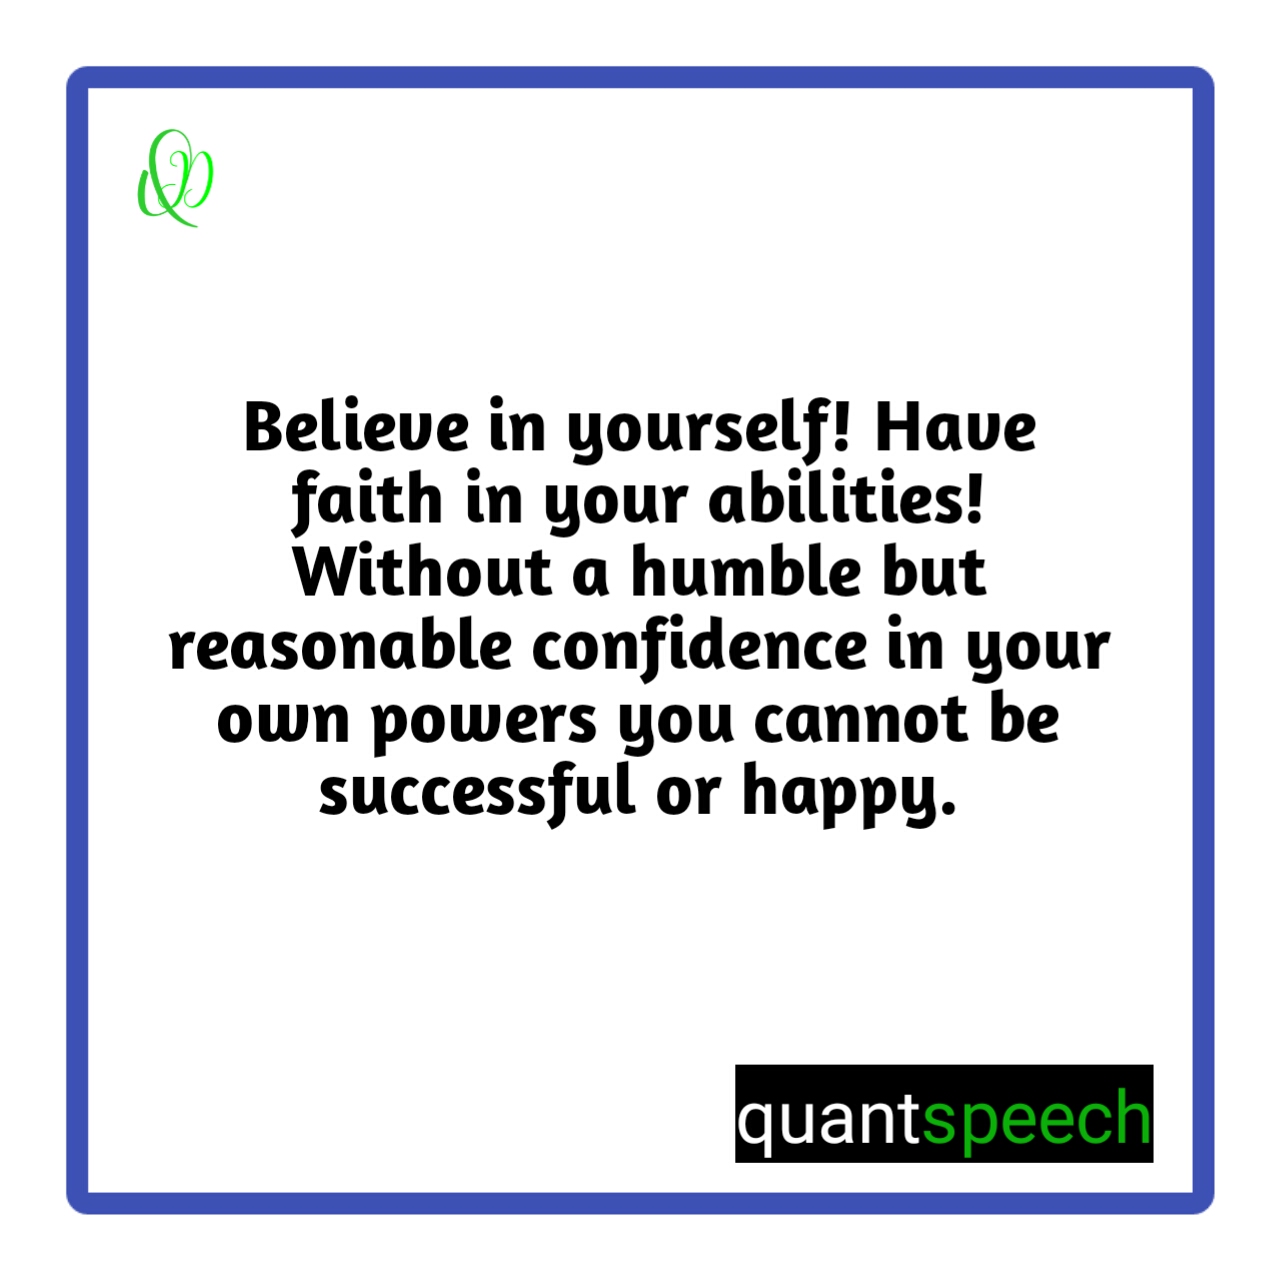 Believe in yourself! Have
faith in your abilities!
Without a humble but
reasonable confidence in your
own powers you cannot be
successful or happy.
quantspeech